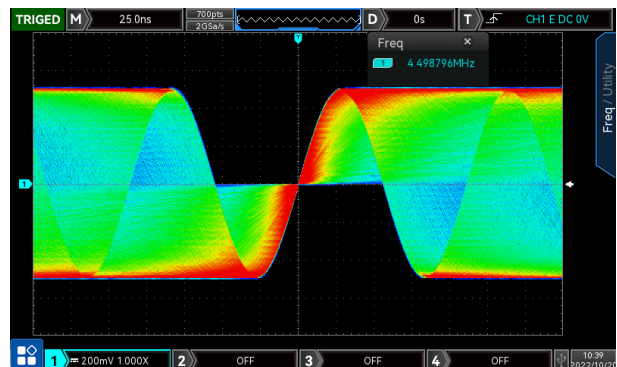 TRIGED M 25.0ns 700pts D 0s T CH1 E DC 0V
2GSa/s
T
Freq ×
1 4.498796MHz
Freq / Utility
1
1 200mV 1.000X 2 OFF 3 OFF 4 OFF 10:39
2022/10/20